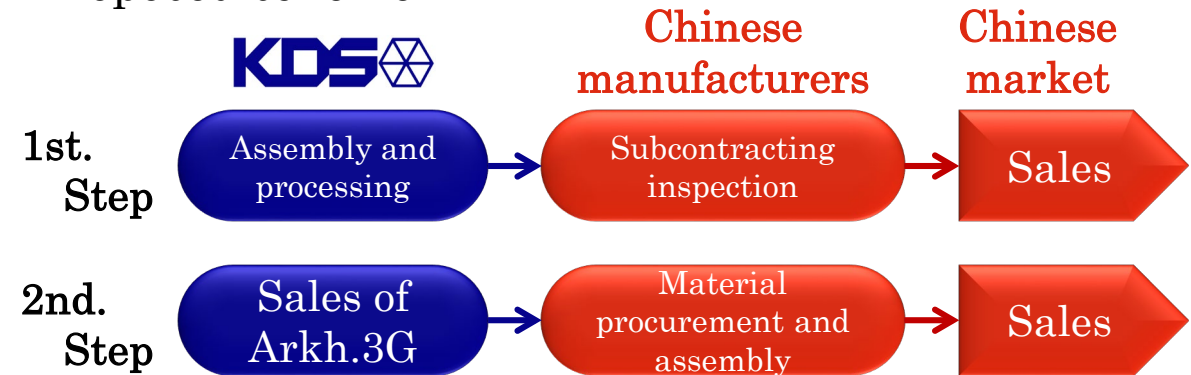 Chinese
manufacturers
Chinese
market
KDS
1st.
Step
Assembly and
processing
Subcontracting
inspection
Sales
2nd.
Step
Sales of
Arkh.3G
Material
procurement and
assembly
Sales